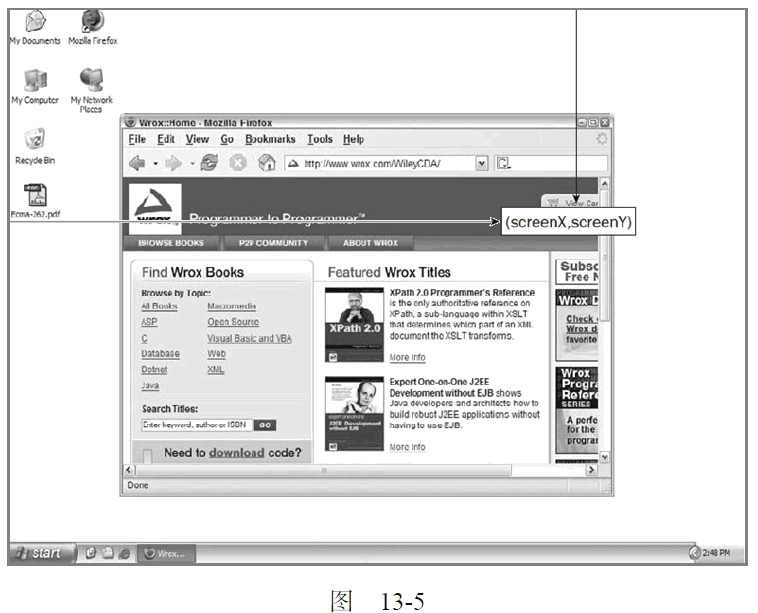 My Documents
Mozilla Firefox
My Computer
My Network
Places
Recycle Bin
Ecma-262.pdf
Wrox::Home - Mozilla Firefox
File Edit View Go Bookmarks Tools Help
http://www.wrox.com/WileyCDA/
G
WROX
Programmer to Programmer™
(screenX,screenY)
BROWSE BOOKS
P2P COMMUNITY
ABOUT WROX
Find Wrox Books
Browse by Topic:
All Books
Macromedia
ASP
Open Source
C
Visual Basic and VBA
Database
Web
Dotnet
XML
Java
Search Titles:
Enter keyword, author or ISBN
GO
Need to download code?
Featured Wrox Titles
XPath 2.0
XPath 2.0 Programmer's Reference
is the only authoritative reference on
XPath, a sub-language within XSLT
that determines which part of an XML
document the XSLT transforms.
More Info
J2EE Development
without EJB
Expert One-on-One J2EE
Development without EJB shows
Java developers and architects how to
build robust J2EE applications without
having to use EJB.
More Info
Subsc
Free N
Wrox D
Check
Wrox d
favorite
Wrox
Progra
Refere
SERIES
A perfe
for the
program
Done
start
Wrox...
2:48 PM
图 13-5